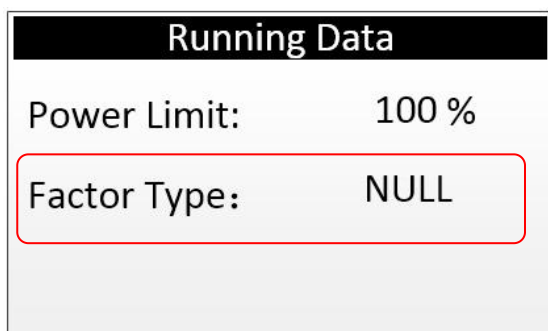 Running Data
Power Limit: 100 %
Factor Type： NULL